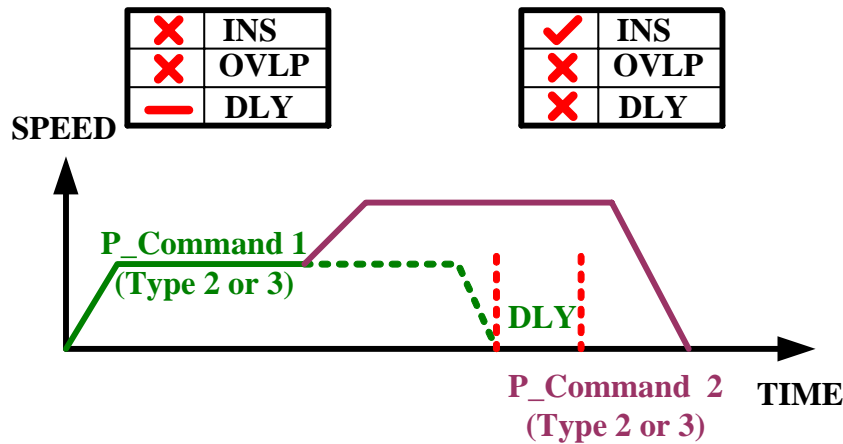 INS
OVLP
DLY
INS
OVLP
DLY
SPEED
P_Command 1
(Type 2 or 3)
DLY
P_Command 2
(Type 2 or 3)
TIME